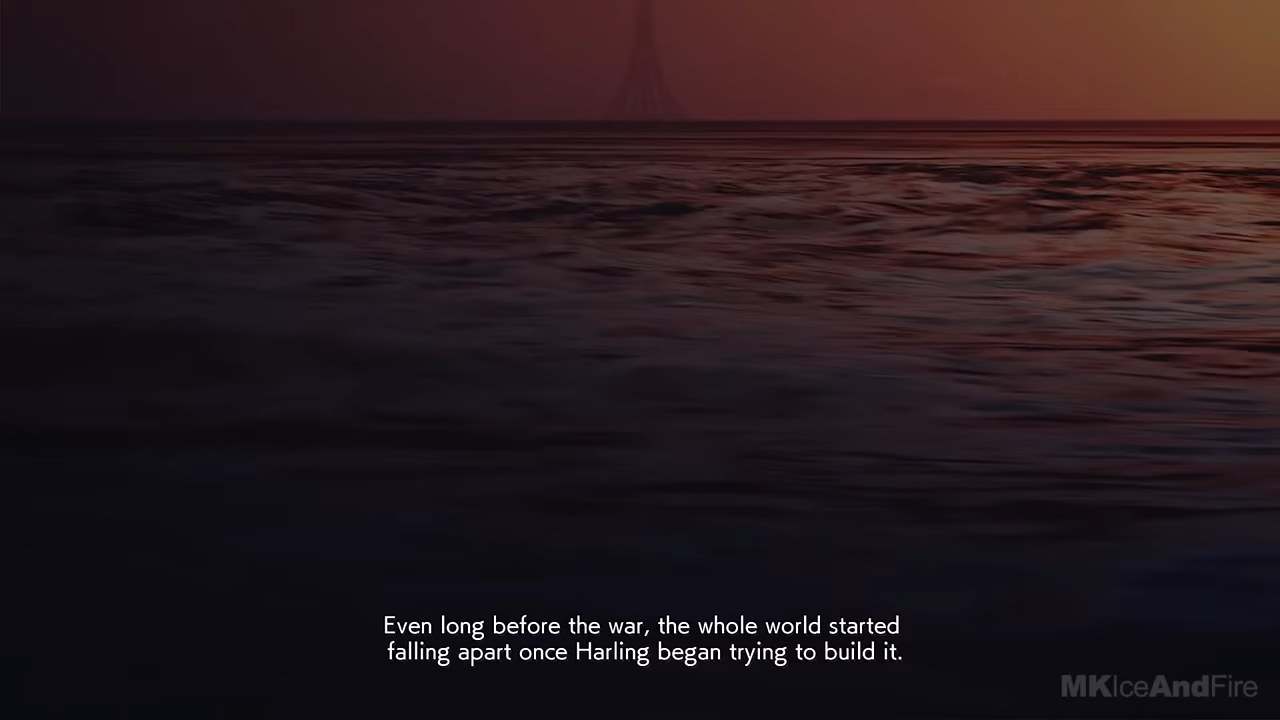 Even long before the war, the whole world started
falling apart once Harling began trying to build it.
MKIceAndFire